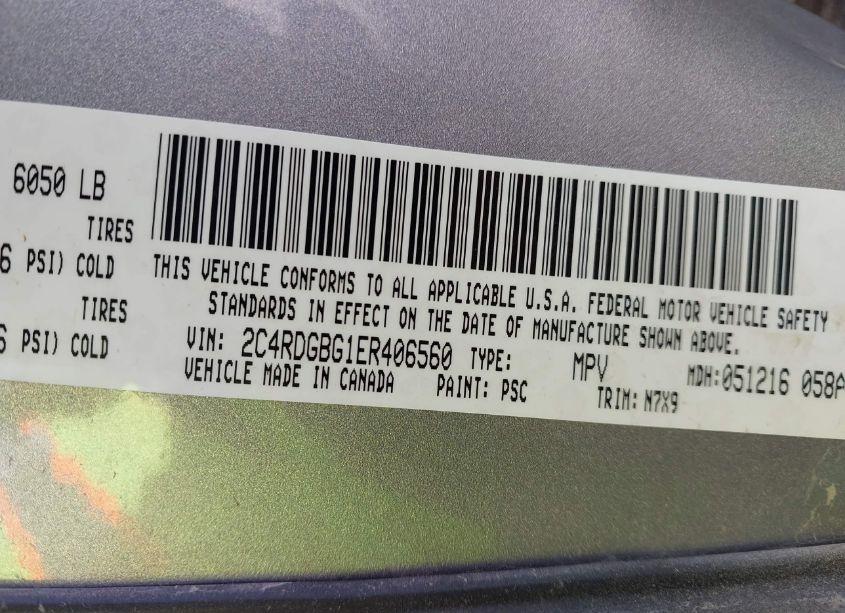 6050 LB
TIRES
6 PSI) COLD
TIRES
6 PSI) COLD
THIS VEHICLE CONFORMS TO ALL APPLICABLE U.S.A. FEDERAL MOTOR VEHICLE SAFETY
STANDARDS IN EFFECT ON THE DATE OF MANUFACTURE SHOWN ABOVE.
VIN: 2C4RDGBG1ER406560 TYPE: MPV MDH:051216 058A
VEHICLE MADE IN CANADA PAINT: PSC TRIM: N7X9